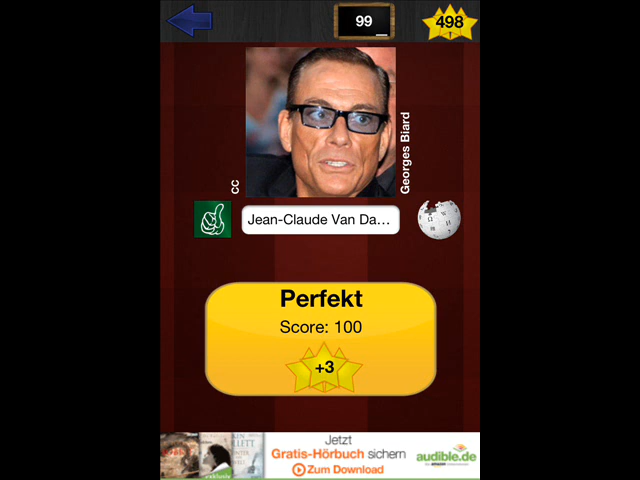 99
498
cc
Georges Biard
Jean-Claude Van Da...
Perfekt
Score: 100
+3
Jetzt
Gratis-Hörbuch sichern
Zum Download
audible.de